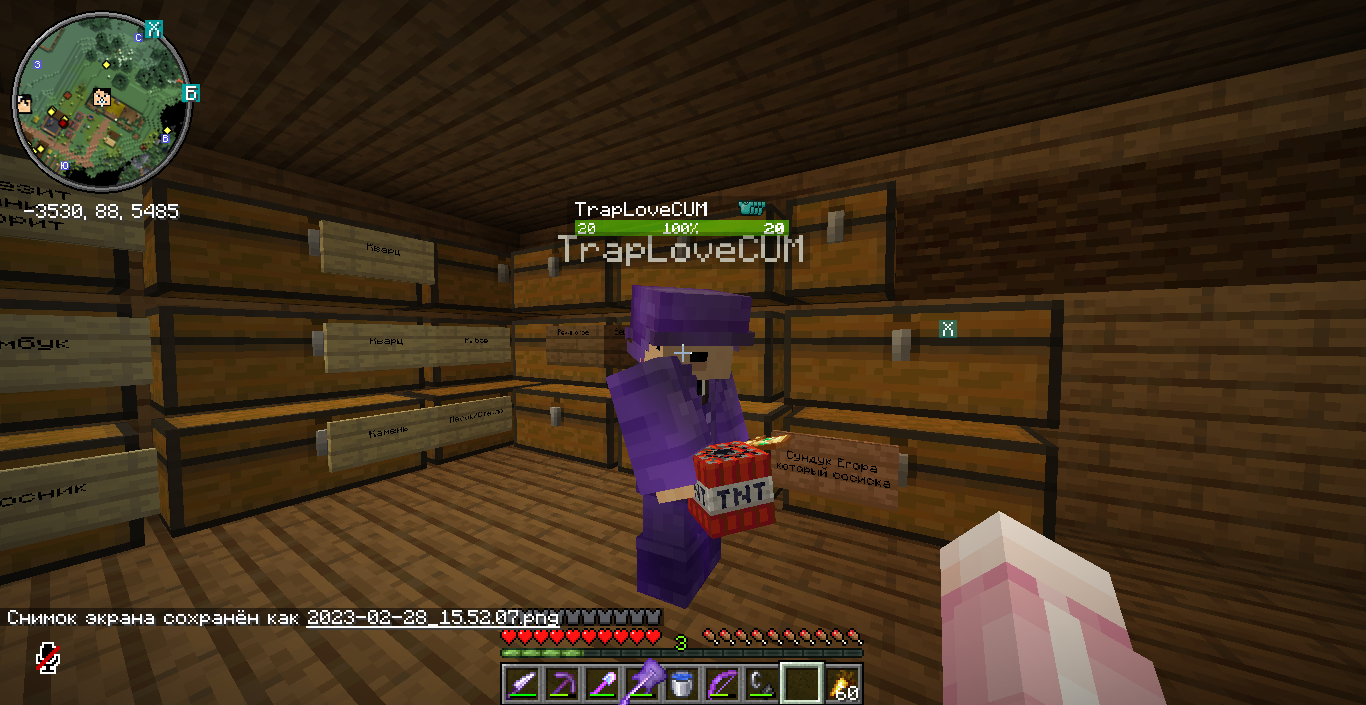 С
X
З
Б
В
Ю
-3530, 88, 5485
Кварц
TrapLoveCUM
20 100% 20
TrapLoveCUM
X
Кварц
Камень
Песок/Стекло
Сундук Егора
который сосиска
TNT
Снимок экрана сохранён как 2023-02-28_15.52.07.png
3
60